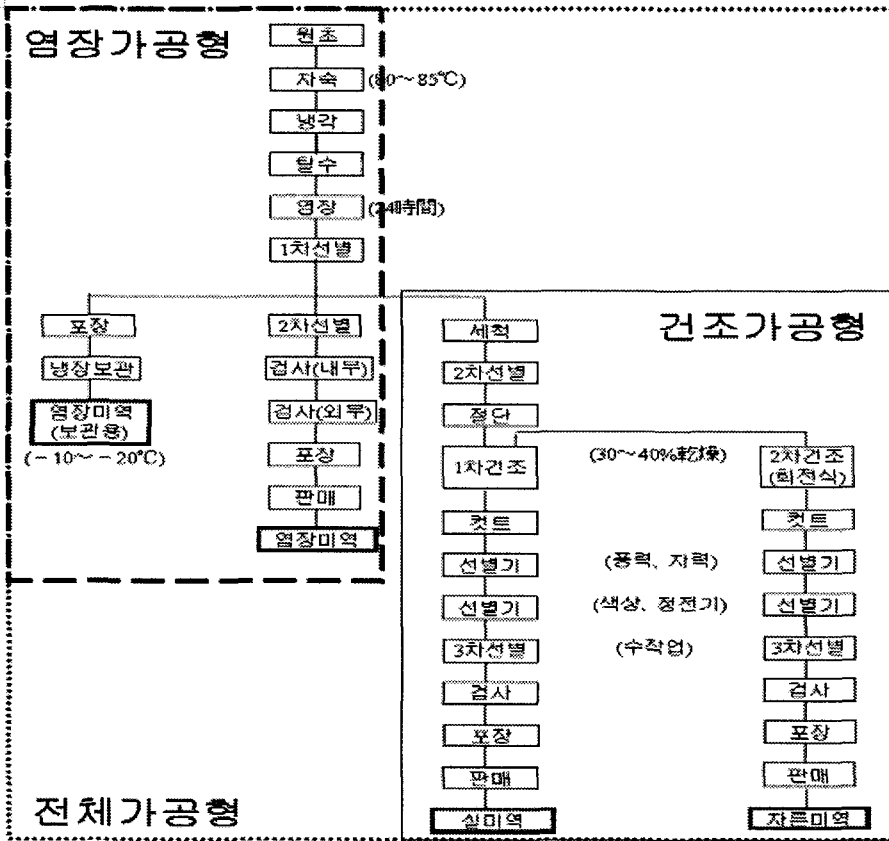 염장가공형
원초
자숙 (80～85℃)
냉각
탈수
염장 (24時間)
1차선별
포장
냉장보관
염장미역
(보관용)
(－10～－20℃)
2차선별
검사(내부)
검사(외부)
포장
판매
염장미역
건조가공형
세척
2차선별
절단
1차건조
(30～40%乾燥)
2차건조
(회전식)
컷트
선별기
선별기
3차선별
검사
포장
판매
실미역
(풍력、자력)
(색상、정전기)
(수작업)
컷트
선별기
선별기
3차선별
검사
포장
판매
자른미역
전체가공형